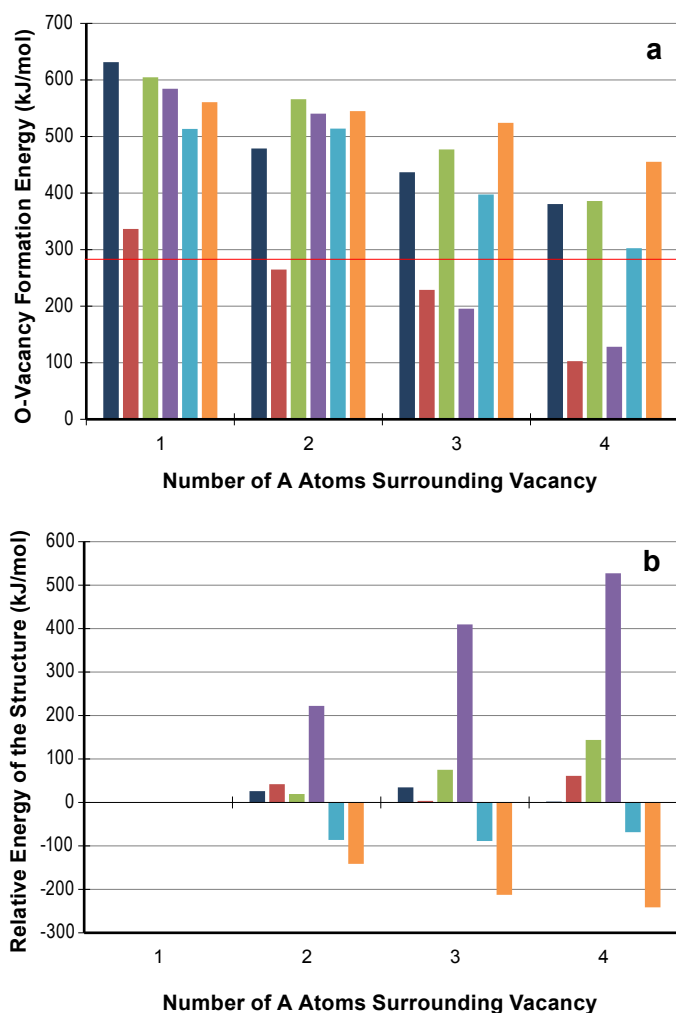 a
O-Vacancy Formation Energy (kJ/mol)
700
600
500
400
300
200
100
0
1 2 3 4
Number of A Atoms Surrounding Vacancy
b
Relative Energy of the Structure (kJ/mol)
600
500
400
300
200
100
0
-100
-200
-300
1 2 3 4
Number of A Atoms Surrounding Vacancy